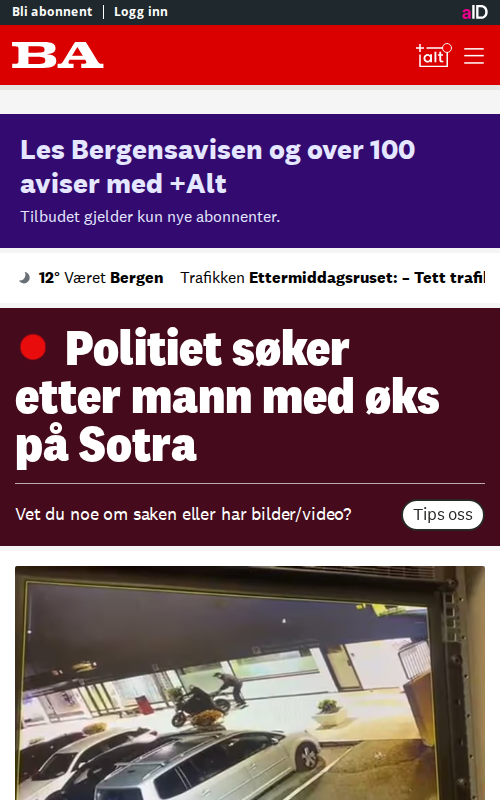 Bli abonnent | Logg inn aID
BA +alt
Les Bergensavisen og over 100
aviser med +Alt
Tilbudet gjelder kun nye abonnenter.
12° Været Bergen Trafikken Ettermiddagsruset: – Tett trafi
Politiet søker
etter mann med øks
på Sotra
Vet du noe om saken eller har bilder/video? Tips oss